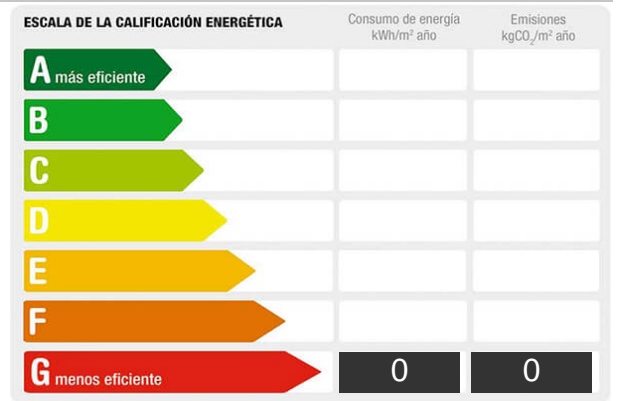 ESCALA DE LA CALIFICACIÓN ENERGÉTICA
Consumo de energía
kWh/m² año
Emisiones
kgCO₂/m² año
A más eficiente
B
C
D
E
F
G menos eficiente
0
0